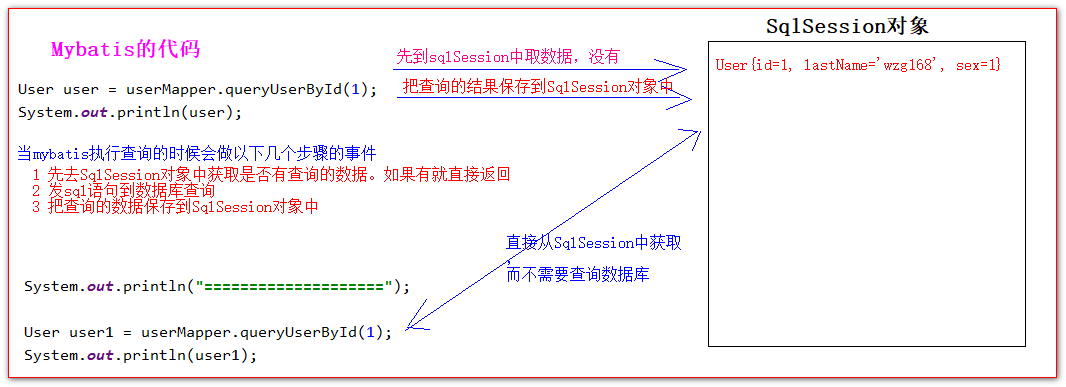 Mybatis的代码
SqlSession对象
先到sqlSession中取数据，没有
User{id=1, lastName='wzg168', sex=1}
User user = userMapper.queryUserById(1);
把查询的结果保存到SqlSession对象中
System.out.println(user);
当mybatis执行查询的时候会做以下几个步骤的事件
1 先去SqlSession对象中获取是否有查询的数据。如果有就直接返回
2 发sql语句到数据库查询
3 把查询的数据保存到SqlSession对象中
直接从SqlSession中获取
，
而不需要查询数据库
System.out.println("=====================");
User user1 = userMapper.queryUserById(1);
System.out.println(user1);